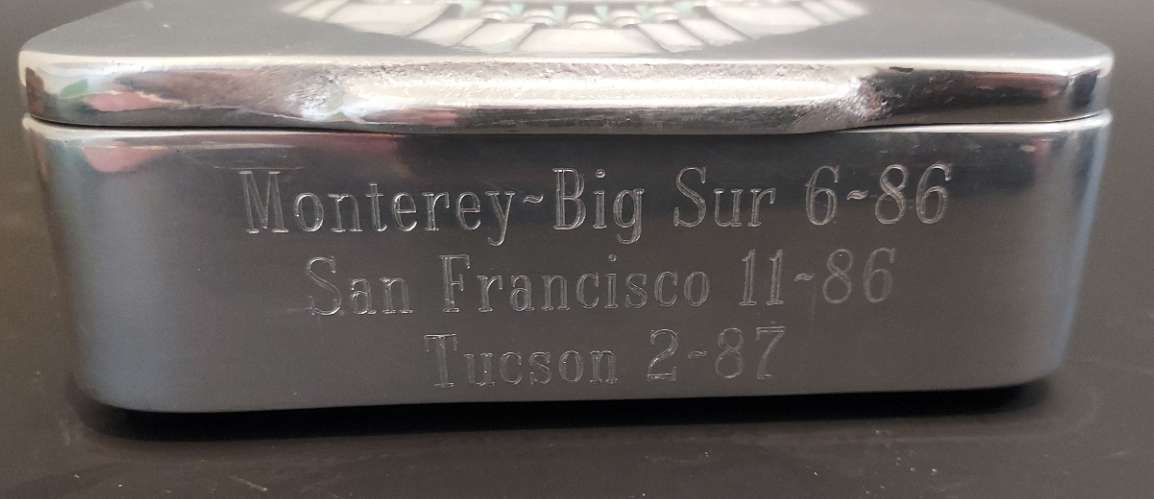 Monterey-Big Sur 6-86
San Francisco 11-86
Tucson 2-87